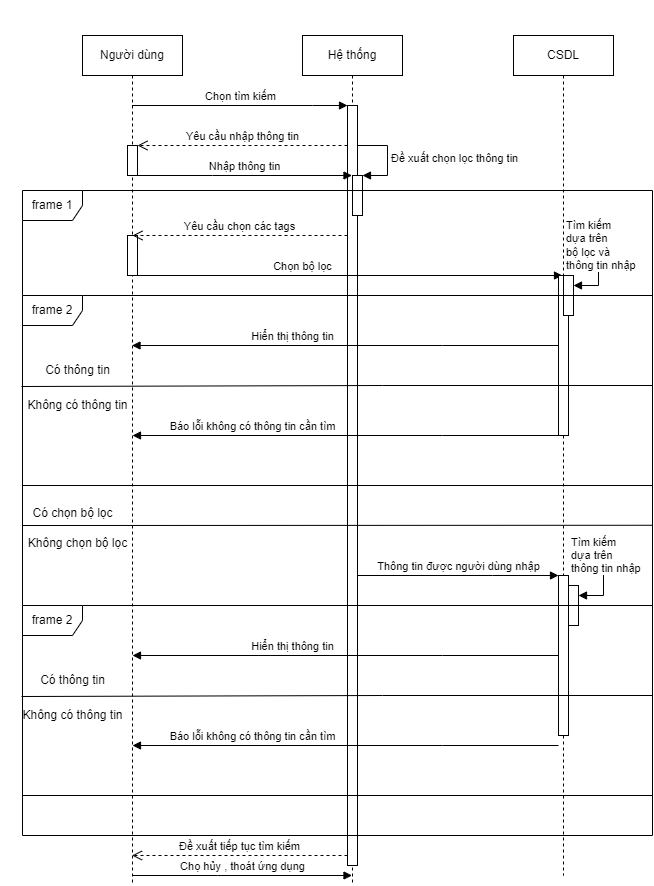 Người dùng
Hệ thống
CSDL
Chọn tìm kiếm
Yêu cầu nhập thông tin
Đề xuất chọn lọc thông tin
Nhập thông tin
frame 1
Yêu cầu chọn các tags
Tìm kiếm
dựa trên
bộ lọc và
thông tin nhập
Chọn bộ lọc
frame 2
Hiển thị thông tin
Có thông tin
Không có thông tin
Báo lỗi không có thông tin cần tìm
Có chọn bộ lọc
Không chọn bộ lọc
Tìm kiếm
dựa trên
thông tin nhập
Thông tin được người dùng nhập
frame 2
Hiển thị thông tin
Có thông tin
Không có thông tin
Báo lỗi không có thông tin cần tìm
Đề xuất tiếp tục tìm kiếm
Chọ hủy , thoát ứng dụng